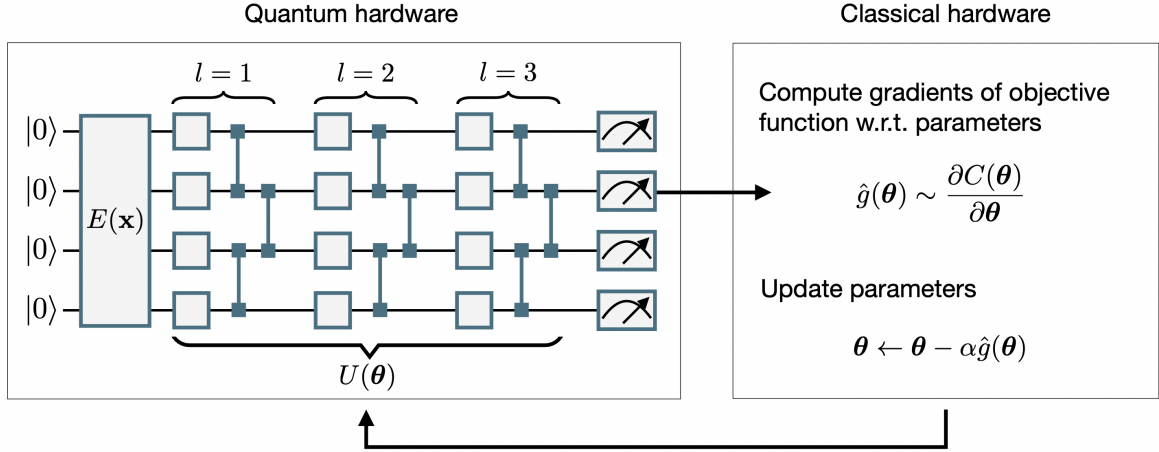 Quantum hardware
Classical hardware
l = 1
l = 2
l = 3
|0⟩
|0⟩
|0⟩
|0⟩
E(𝐱)
U(𝜽)
Compute gradients of objective
function w.r.t. parameters
ĝ(𝜽) ∼ ∂C(𝜽)/∂𝜽
Update parameters
𝜽 ← 𝜽 − αĝ(𝜽)